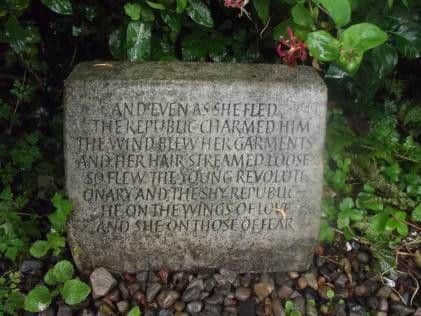 AND EVEN AS SHE FLED
THE REPUBLIC CHARMED HIM
THE WIND BLEW HER GARMENTS
AND HER HAIR STREAMED LOOSE
SO FLEW THE YOUNG REVOLUTI
ONARY AND THE SHY REPUBLIC –
HE ON THE WINGS OF LOVE
AND SHE ON THOSE OF FEAR